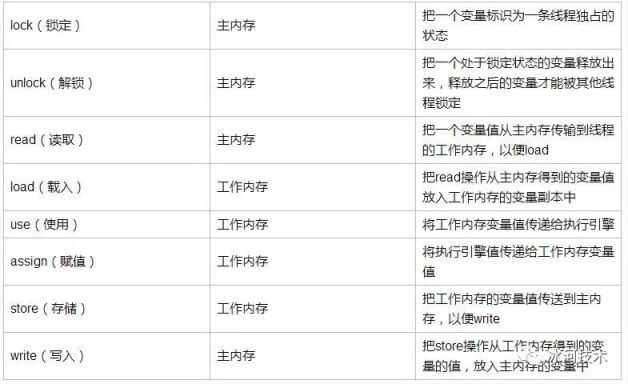 lock（锁定） 主内存 把一个变量标识为一条线程独占的
状态
unlock（解锁） 主内存 把一个处于锁定状态的变量释放出
来，释放之后的变量才能被其他线
程锁定
read（读取） 主内存 把一个变量值从主内存传输到线程
的工作内存，以便load
load（载入） 工作内存 把read操作从主内存得到的变量值
放入工作内存的变量副本中
use（使用） 工作内存 将工作内存变量值传递给执行引擎
assign（赋值） 工作内存 将执行引擎值传递给工作内存变量
值
store（存储） 工作内存 把工作内存的变量值传送到主内
存，以便write
write（写入） 主内存 把store操作从工作内存得到的变
量的值，放入主内存的变量中
冰河技术